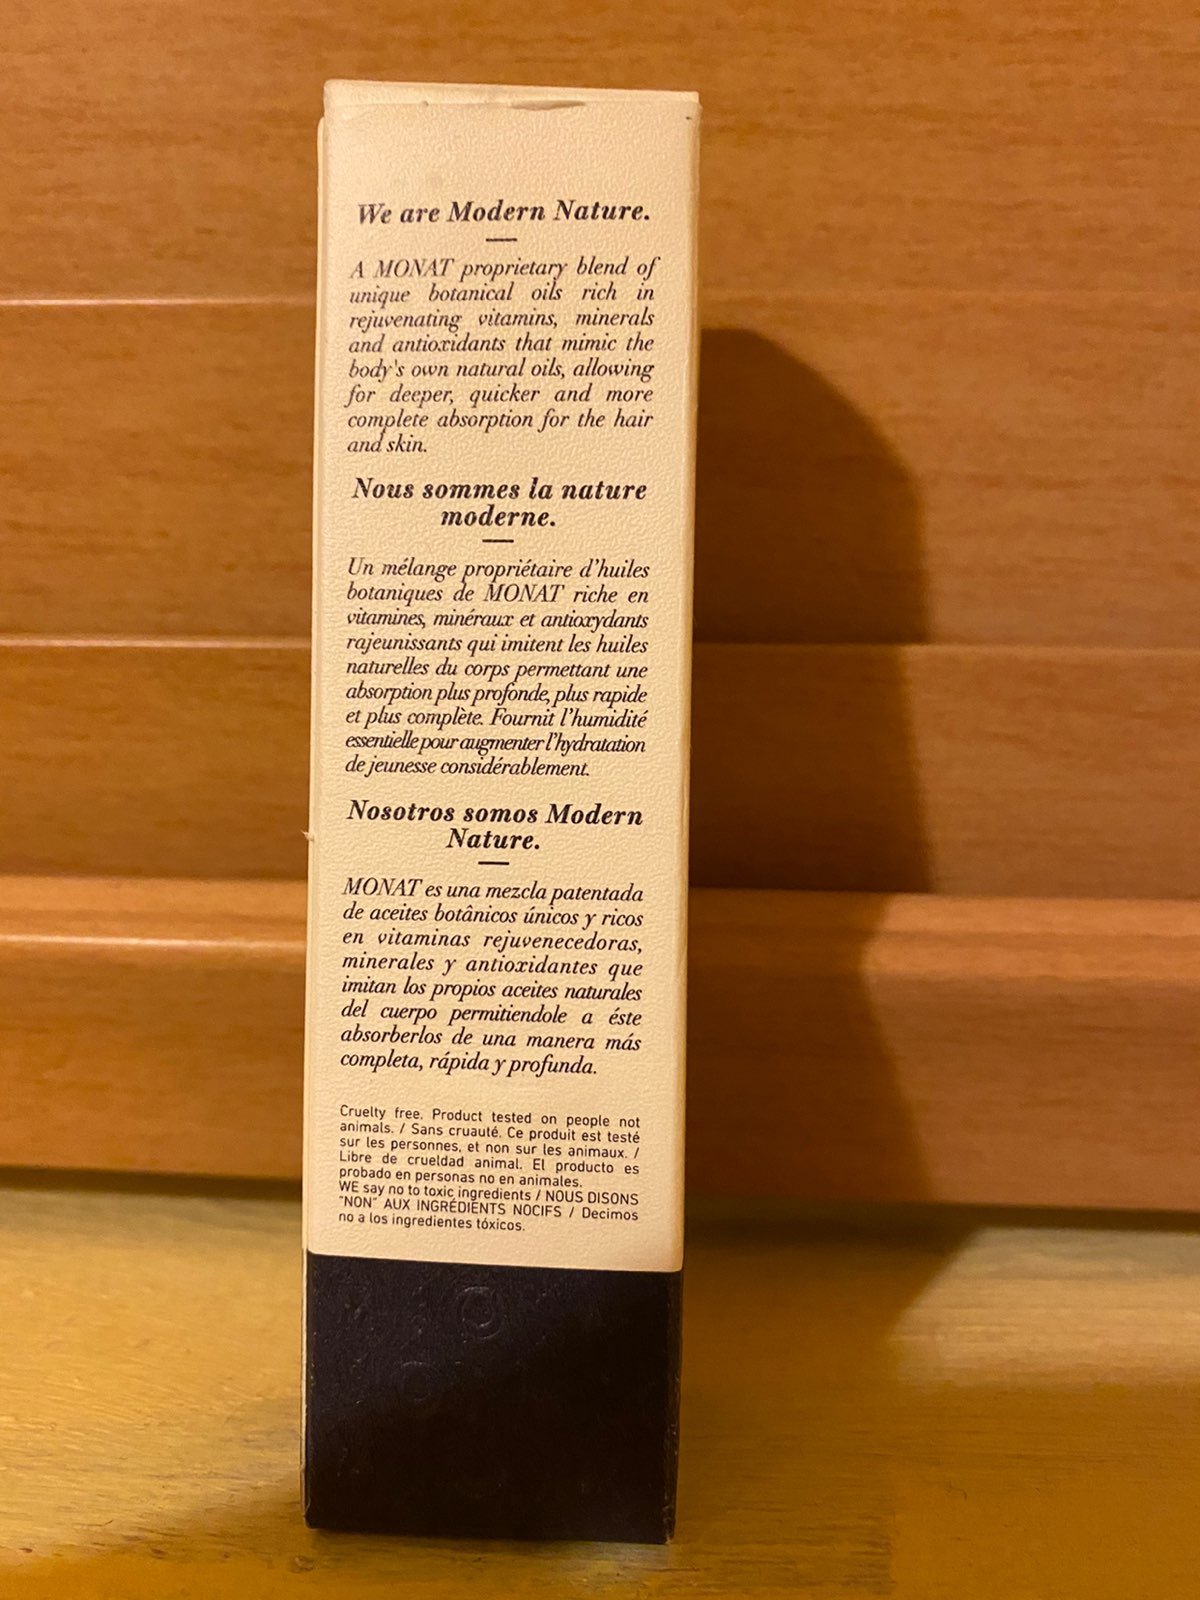 We are Modern Nature.
A MONAT proprietary blend of
unique botanical oils rich in
rejuvenating vitamins, minerals
and antioxidants that mimic the
body's own natural oils, allowing
for deeper, quicker and more
complete absorption for the hair
and skin.
Nous sommes la nature
moderne.
Un mélange propriétaire d'huiles
botaniques de MONAT riche en
vitamines, minéraux et antioxydants
rajeunissants qui imitent les huiles
naturelles du corps permettant une
absorption plus profonde, plus rapide
et plus complète. Fournit l'humidité
essentielle pour augmenter l'hydratation
de jeunesse considérablement.
Nosotros somos Modern
Nature.
MONAT es una mezcla patentada
de aceites botânicos únicos y ricos
en vitaminas rejuvenecedoras,
minerales y antioxidantes que
imitan los propios aceites naturales
del cuerpo permitiendole a éste
absorberlos de una manera más
completa, rápida y profunda.
Cruelty free. Product tested on people not
animals. / Sans cruauté. Ce produit est testé
sur les personnes, et non sur les animaux. /
Libre de crueldad animal. El producto es
probado en personas no en animales.
WE say no to toxic ingredients / NOUS DISONS
"NON" AUX INGRÉDIENTS NOCIFS / Decimos
no a los ingredientes tóxicos.